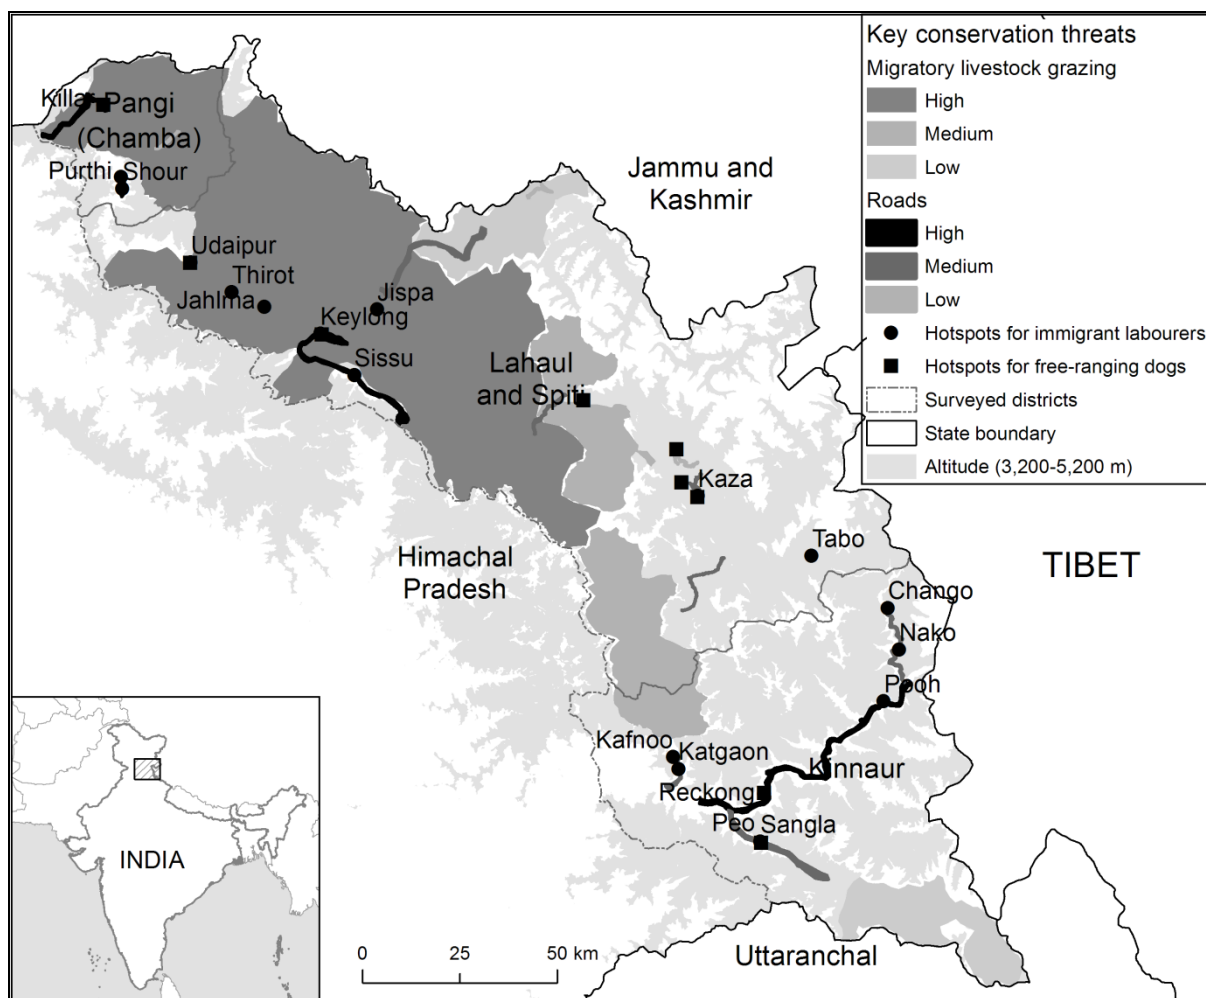 Key conservation threats
Migratory livestock grazing
High
Medium
Low
Roads
High
Medium
Low
Hotspots for immigrant labourers
Hotspots for free-ranging dogs
Surveyed districts
State boundary
Altitude (3,200-5,200 m)
Killar
Pangi
(Chamba)
Purthi Shour
Jammu and
Kashmir
Udaipur
Thirot
Jahlma
Jispa
Keylong
Sissu
Lahaul
and Spiti
Kaza
Tabo
Himachal
Pradesh
TIBET
Chango
Nako
Pooh
Kafnoo
Katgaon
Kinnaur
Reckong
Peo
Sangla
INDIA
0 25 50 km
Uttaranchal